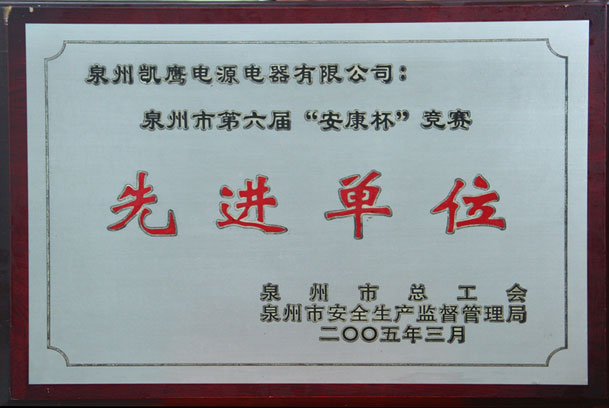 泉州凯鹰电源电器有限公司：
泉州市第六届“安康杯”竞赛
先进单位
泉州市总工会
泉州市安全生产监督管理局
二〇〇五年三月